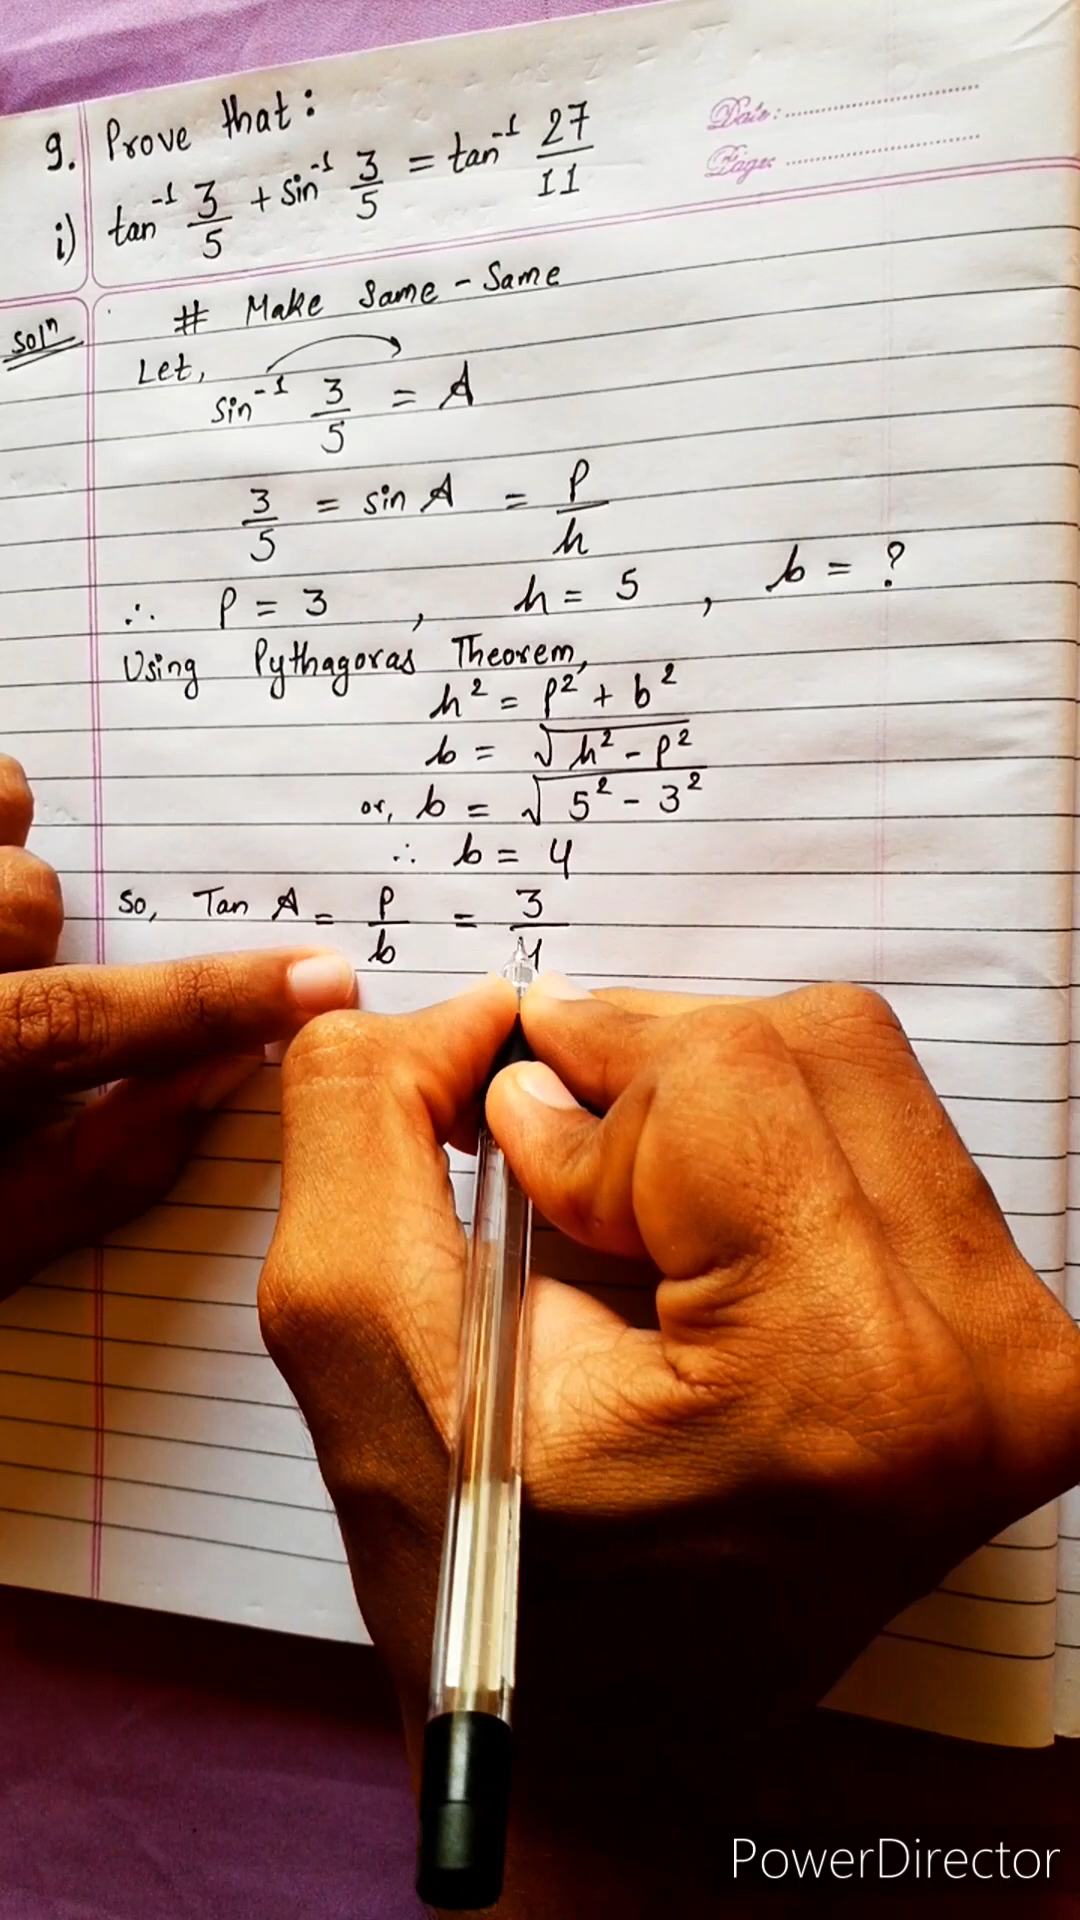 Date: ........................
Page: ........................
9. Prove that:
i) tan⁻¹ 3/5 + sin⁻¹ 3/5 = tan⁻¹ 27/11
Solⁿ # Make Same - Same
Let,
sin⁻¹ 3/5 = A
3/5 = sin A = P/h
∴ P = 3 , h = 5 , b = ?
Using Pythagoras Theorem,
h² = p² + b²
b = √h² - p²
or, b = √5² - 3²
∴ b = 4
So, Tan A = P/b = 3/4
PowerDirector